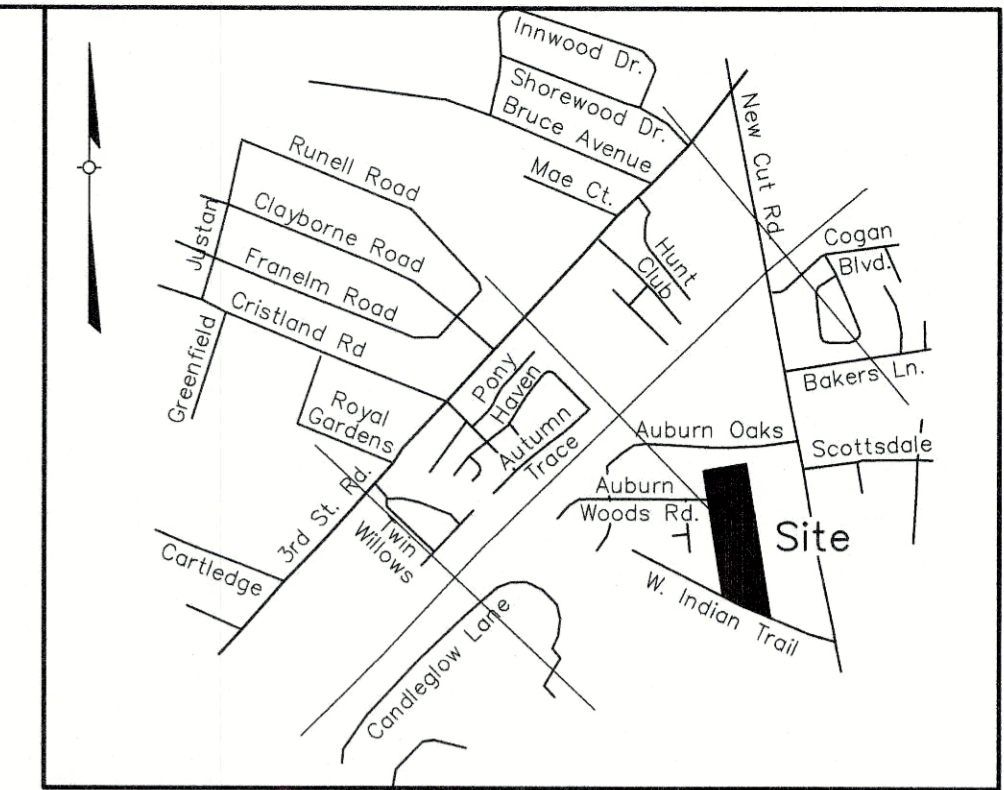 Innwood Dr.
Shorewood Dr.
Bruce Avenue
Mae Ct.
New Cut Rd
Runell Road
Clayborne Road
Justan
Franelm Road
Cristland Rd
Greenfield
Hunt
Club
Cogan
Blvd.
Bakers Ln.
Pony
Haven
Royal
Gardens
Autumn
Trace
Auburn Oaks
Scottsdale
Auburn
Woods Rd.
Site
3rd St. Rd.
Twin
Willows
Cartledge
W. Indian Trail
Candleglow Lane